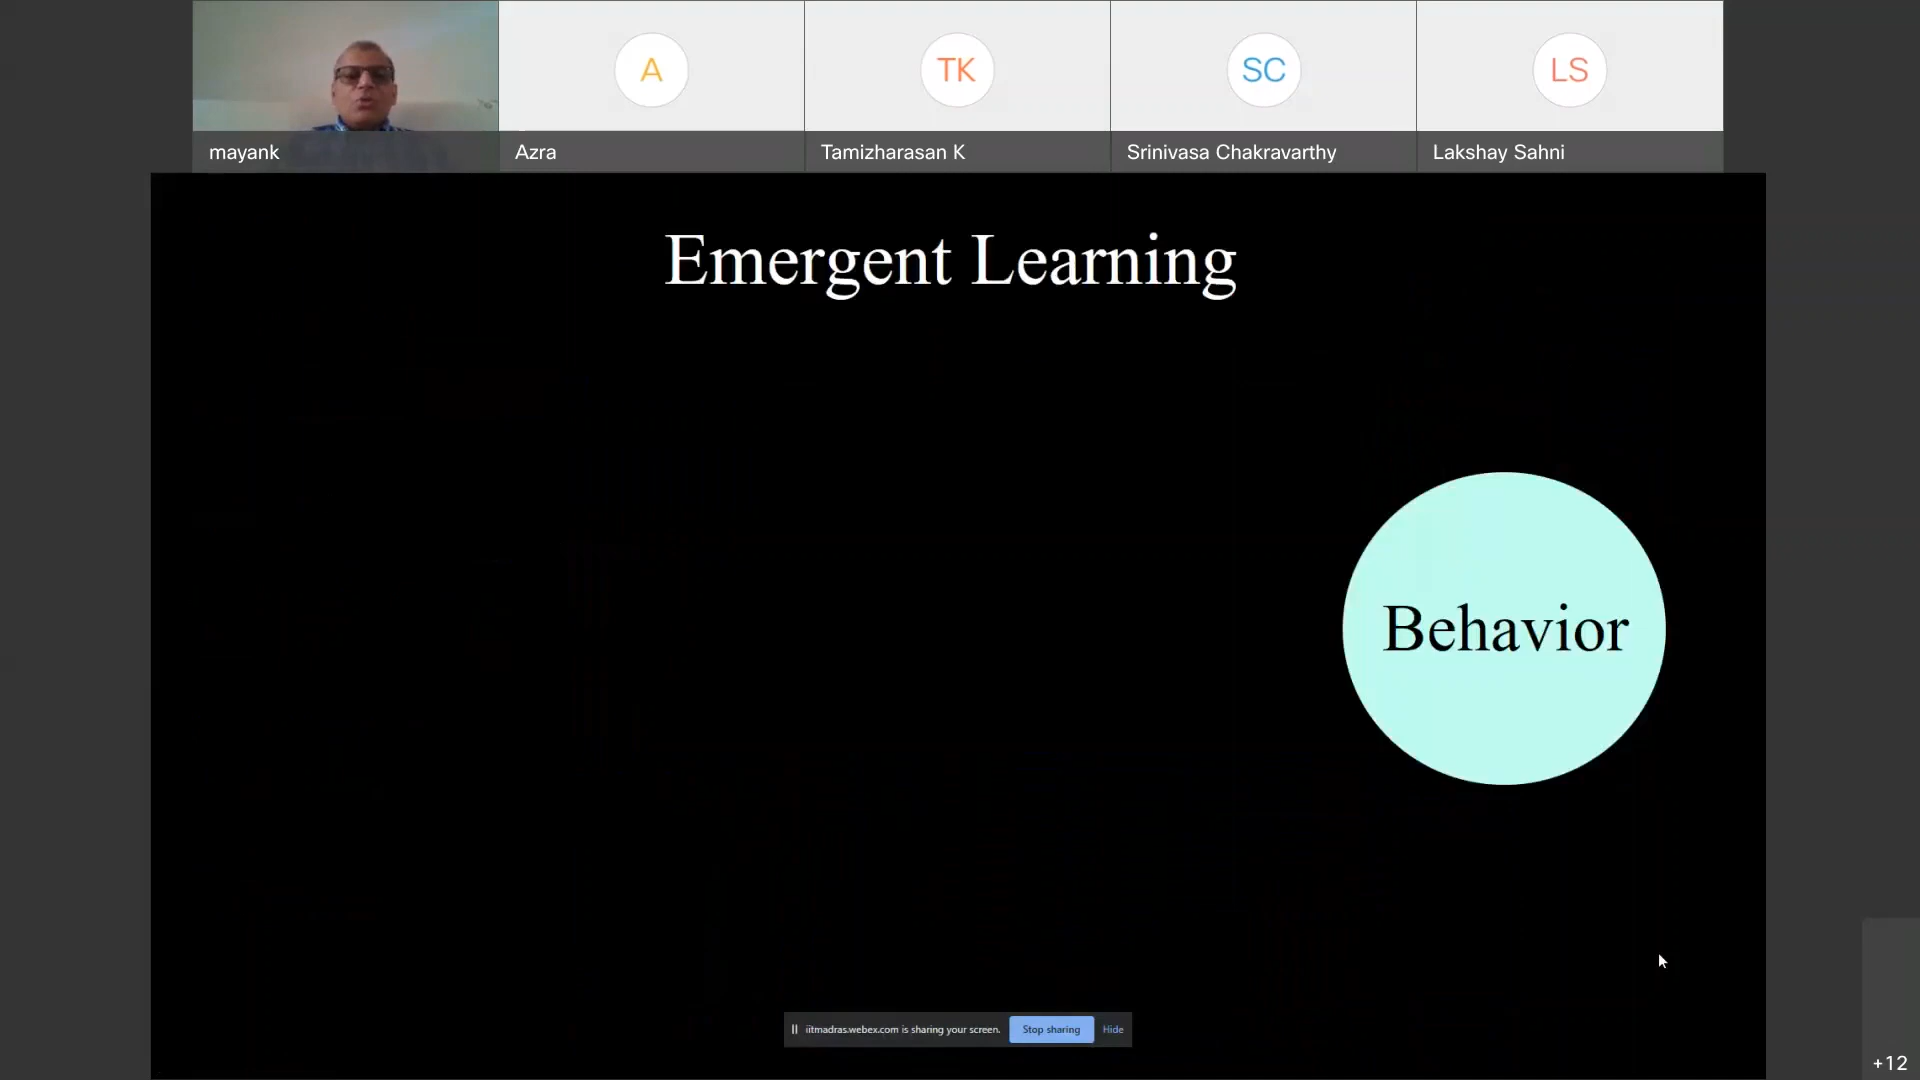 A
TK
SC
LS
mayank
Azra
Tamizharasan K
Srinivasa Chakravarthy
Lakshay Sahni
Emergent Learning
Behavior
iitmadras.webex.com is sharing your screen.
Stop sharing
Hide
+12